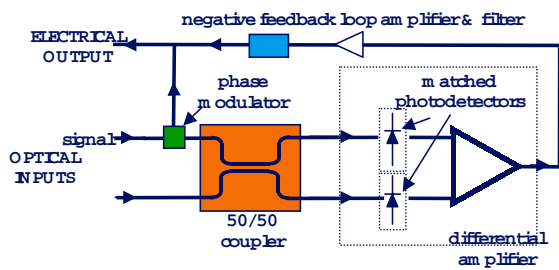 negative feedback loop amplifier & filter
ELECTRICAL
OUTPUT
phase
modulator
matched
photodetectors
signal
OPTICAL
INPUTS
50/50
coupler
differential
amplifier